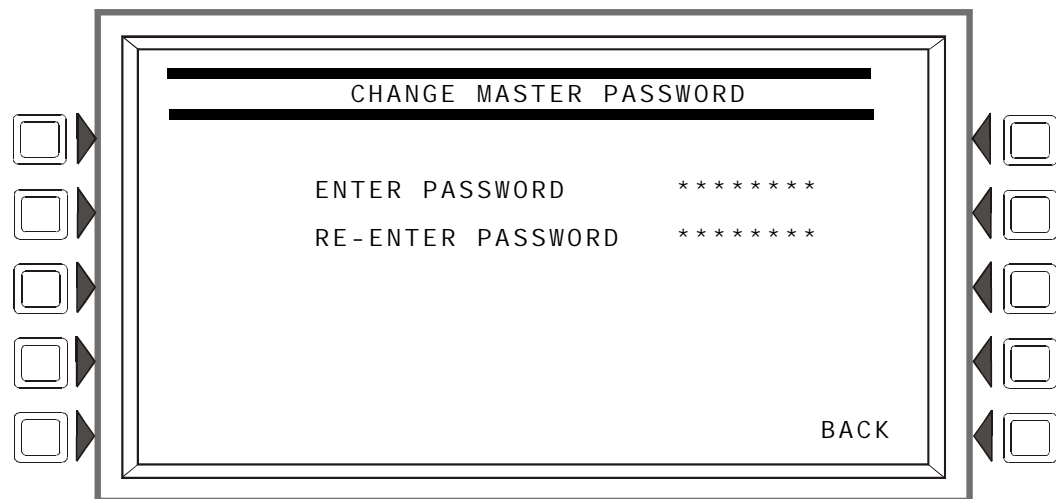 CHANGE MASTER PASSWORD
ENTER PASSWORD ********
RE-ENTER PASSWORD ********
BACK